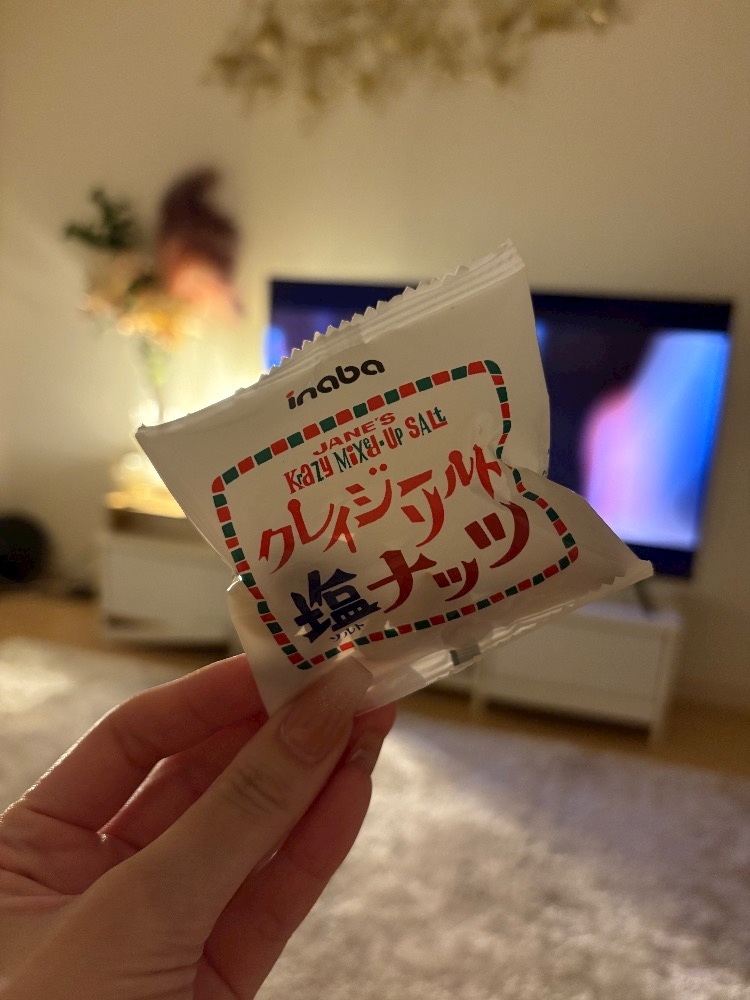 inaba
JANE'S
KRaZy MiXed-UP SALt
クレイジーソルト
塩ナッツ
ソルト